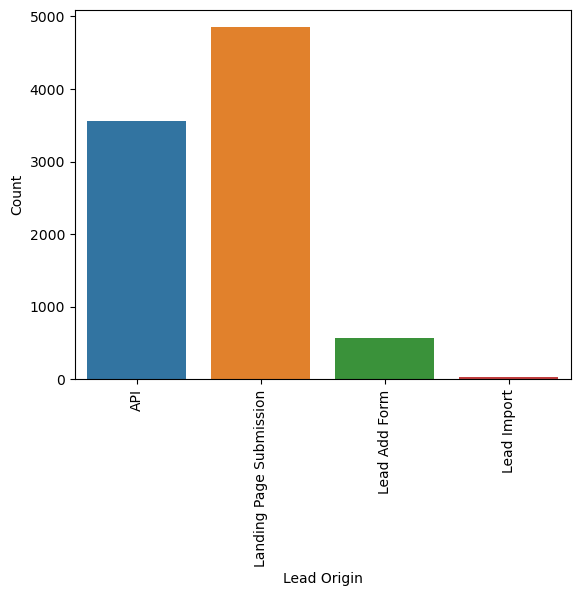 5000
4000
3000
2000
1000
0
Count
API
Landing Page Submission
Lead Add Form
Lead Import
Lead Origin